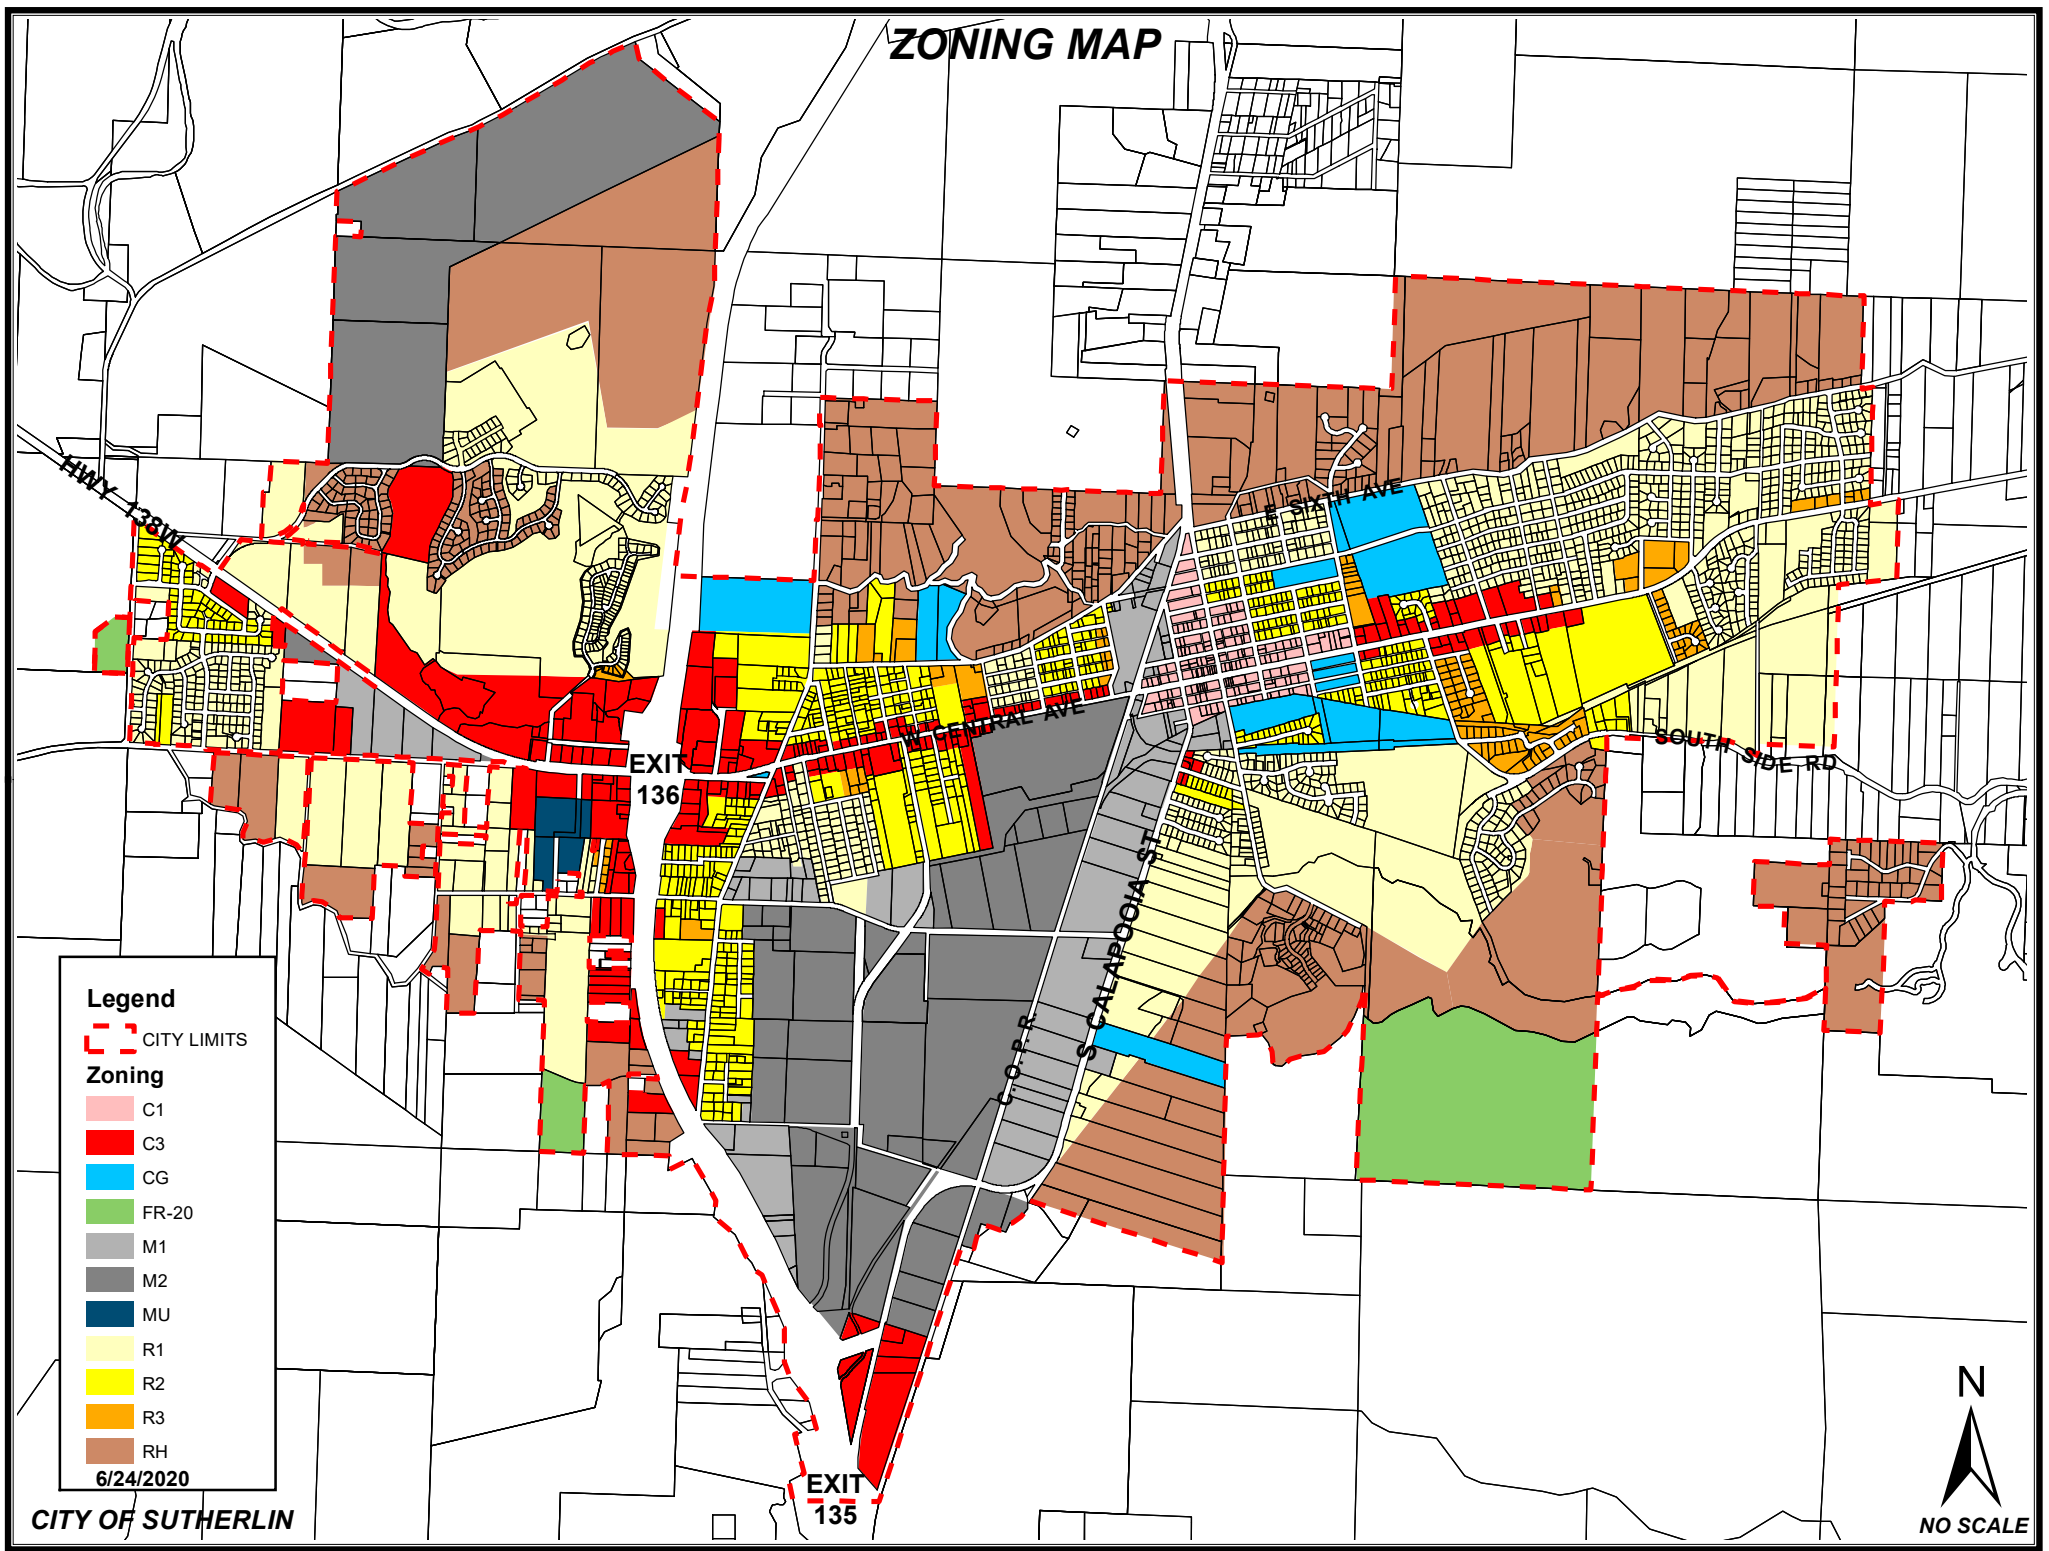 ZONING MAP
HWY 138W
E SIXTH AVE
W CENTRAL AVE
SOUTH SIDE RD
EXIT
136
S CALAPOOIA ST
C.O.P.R.
Legend
CITY LIMITS
Zoning
C1
C3
CG
FR-20
M1
M2
MU
R1
R2
R3
RH
6/24/2020
CITY OF SUTHERLIN
EXIT
135
N
NO SCALE